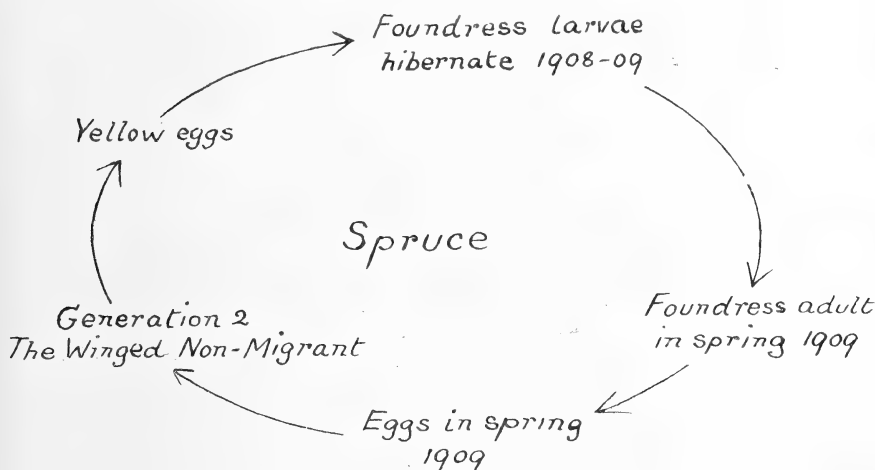 Foundress larvae
hibernate 1908-09
Yellow eggs
Spruce
Foundress adult
in spring 1909
Generation 2
The Winged Non-Migrant
Eggs in spring
1909